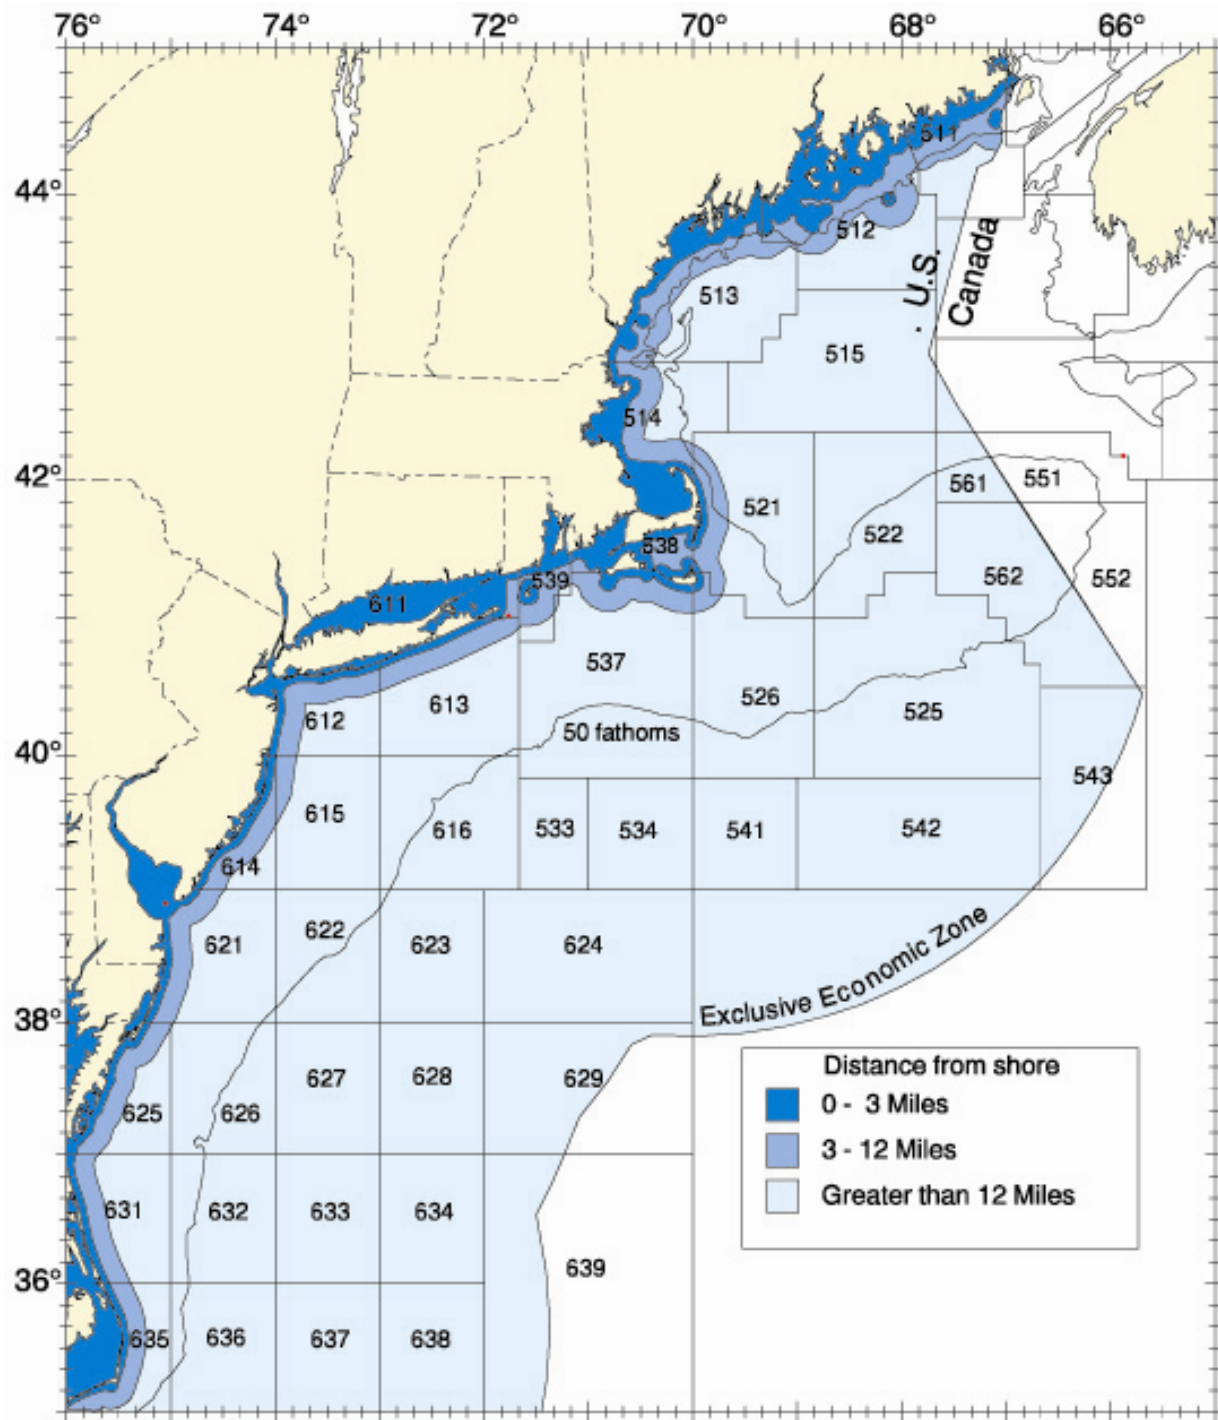 76° 74° 72° 70° 68° 66°
511
44°
512
U.S.
Canada
513
515
514
42°
561 551
521
522
538
562 552
539
611
537
526
613 525
612
50 fathoms
40°
543
615
616 533 534 541 542
614
622
621 623 624
Exclusive Economic Zone
38°
Distance from shore
627 628 629
0 - 3 Miles
625 626
3 - 12 Miles
Greater than 12 Miles
631 632 633 634
639
36°
635 636 637 638